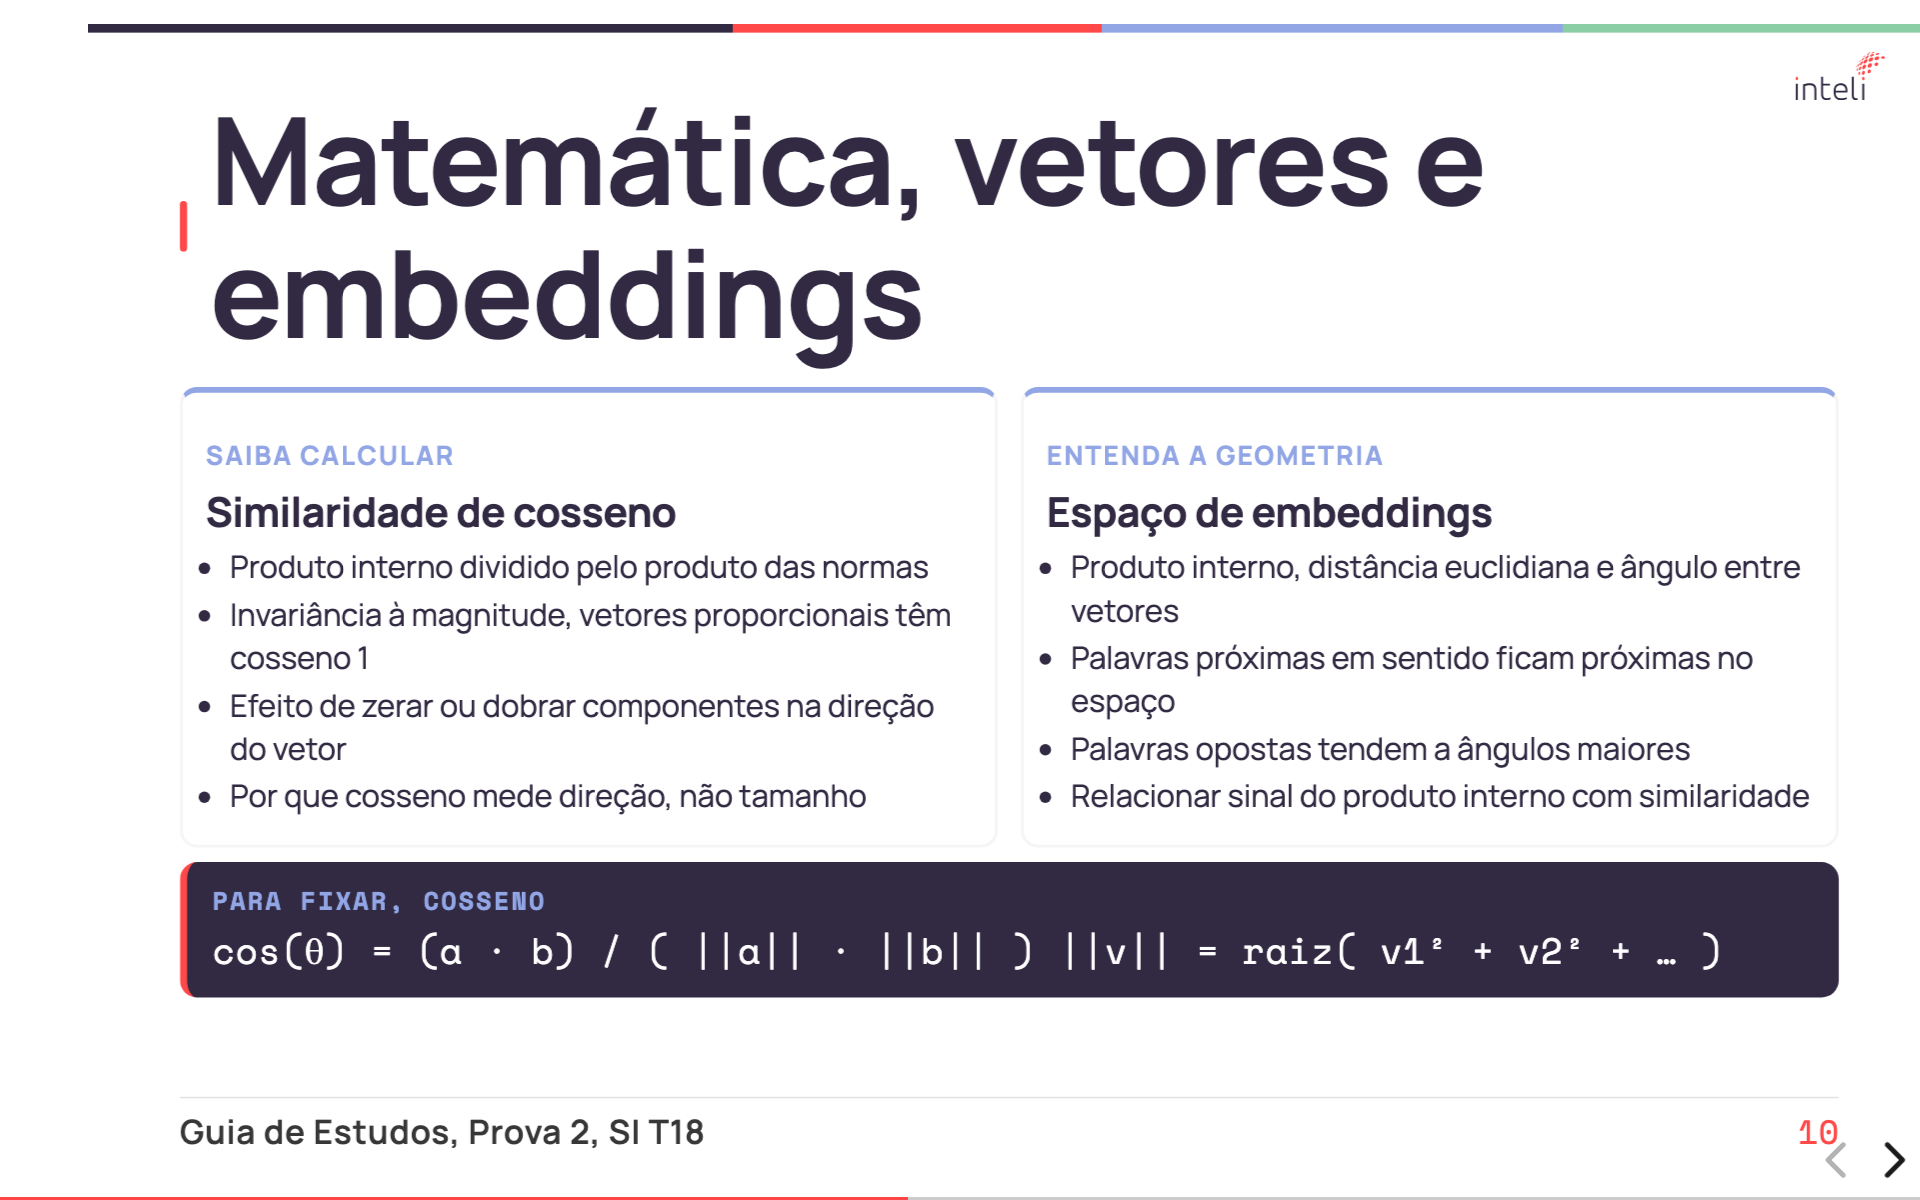 inteli
Matemática, vetores e
embeddings
SAIBA CALCULAR
Similaridade de cosseno
• Produto interno dividido pelo produto das normas
• Invariância à magnitude, vetores proporcionais têm
cosseno 1
• Efeito de zerar ou dobrar componentes na direção
do vetor
• Por que cosseno mede direção, não tamanho
ENTENDA A GEOMETRIA
Espaço de embeddings
• Produto interno, distância euclidiana e ângulo entre
vetores
• Palavras próximas em sentido ficam próximas no
espaço
• Palavras opostas tendem a ângulos maiores
• Relacionar sinal do produto interno com similaridade
PARA FIXAR, COSSENO
cos(θ) = (a · b) / ( ||a|| · ||b|| ) ||v|| = raiz( v1² + v2² + … )
Guia de Estudos, Prova 2, SI T18
10